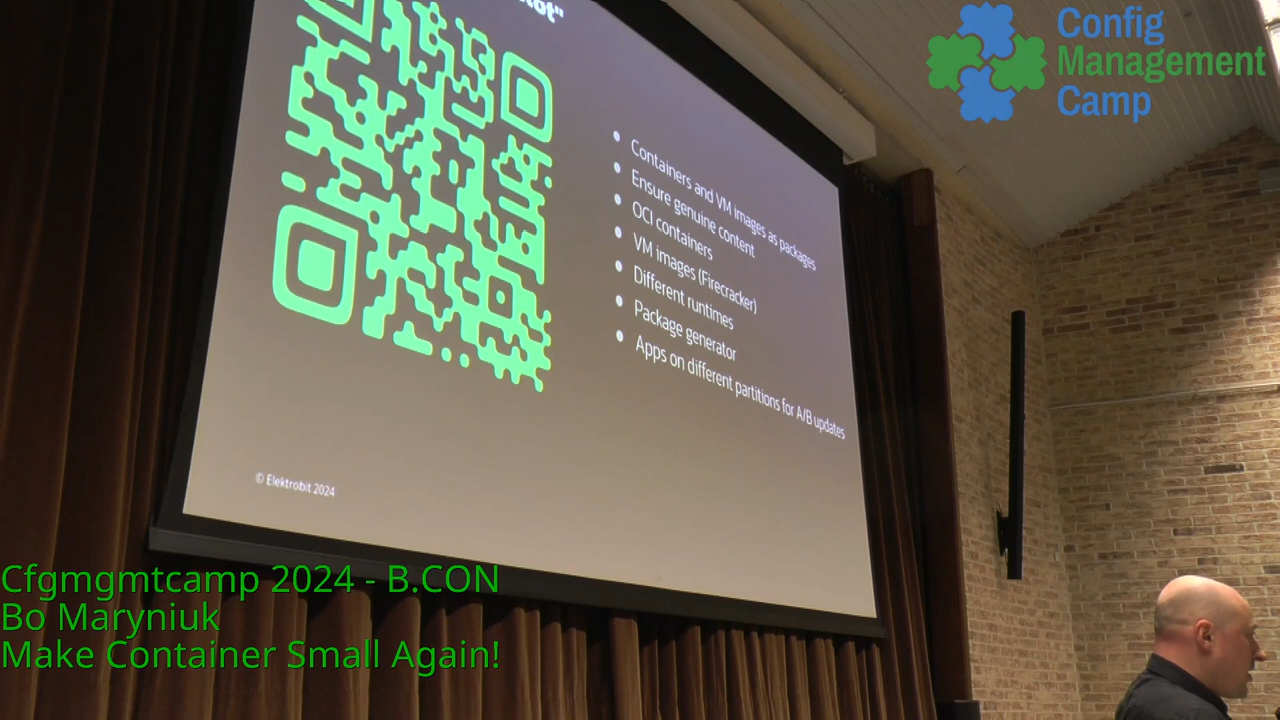 Config
Management
Camp
Containers and VM images as packages
Ensure genuine content
OCI containers
VM images (Firecracker)
Different runtimes
Package generator
Apps on different partitions for A/B updates
© Elektrobit 2024
Cfgmgmtcamp 2024 - B.CON
Bo Maryniuk
Make Container Small Again!